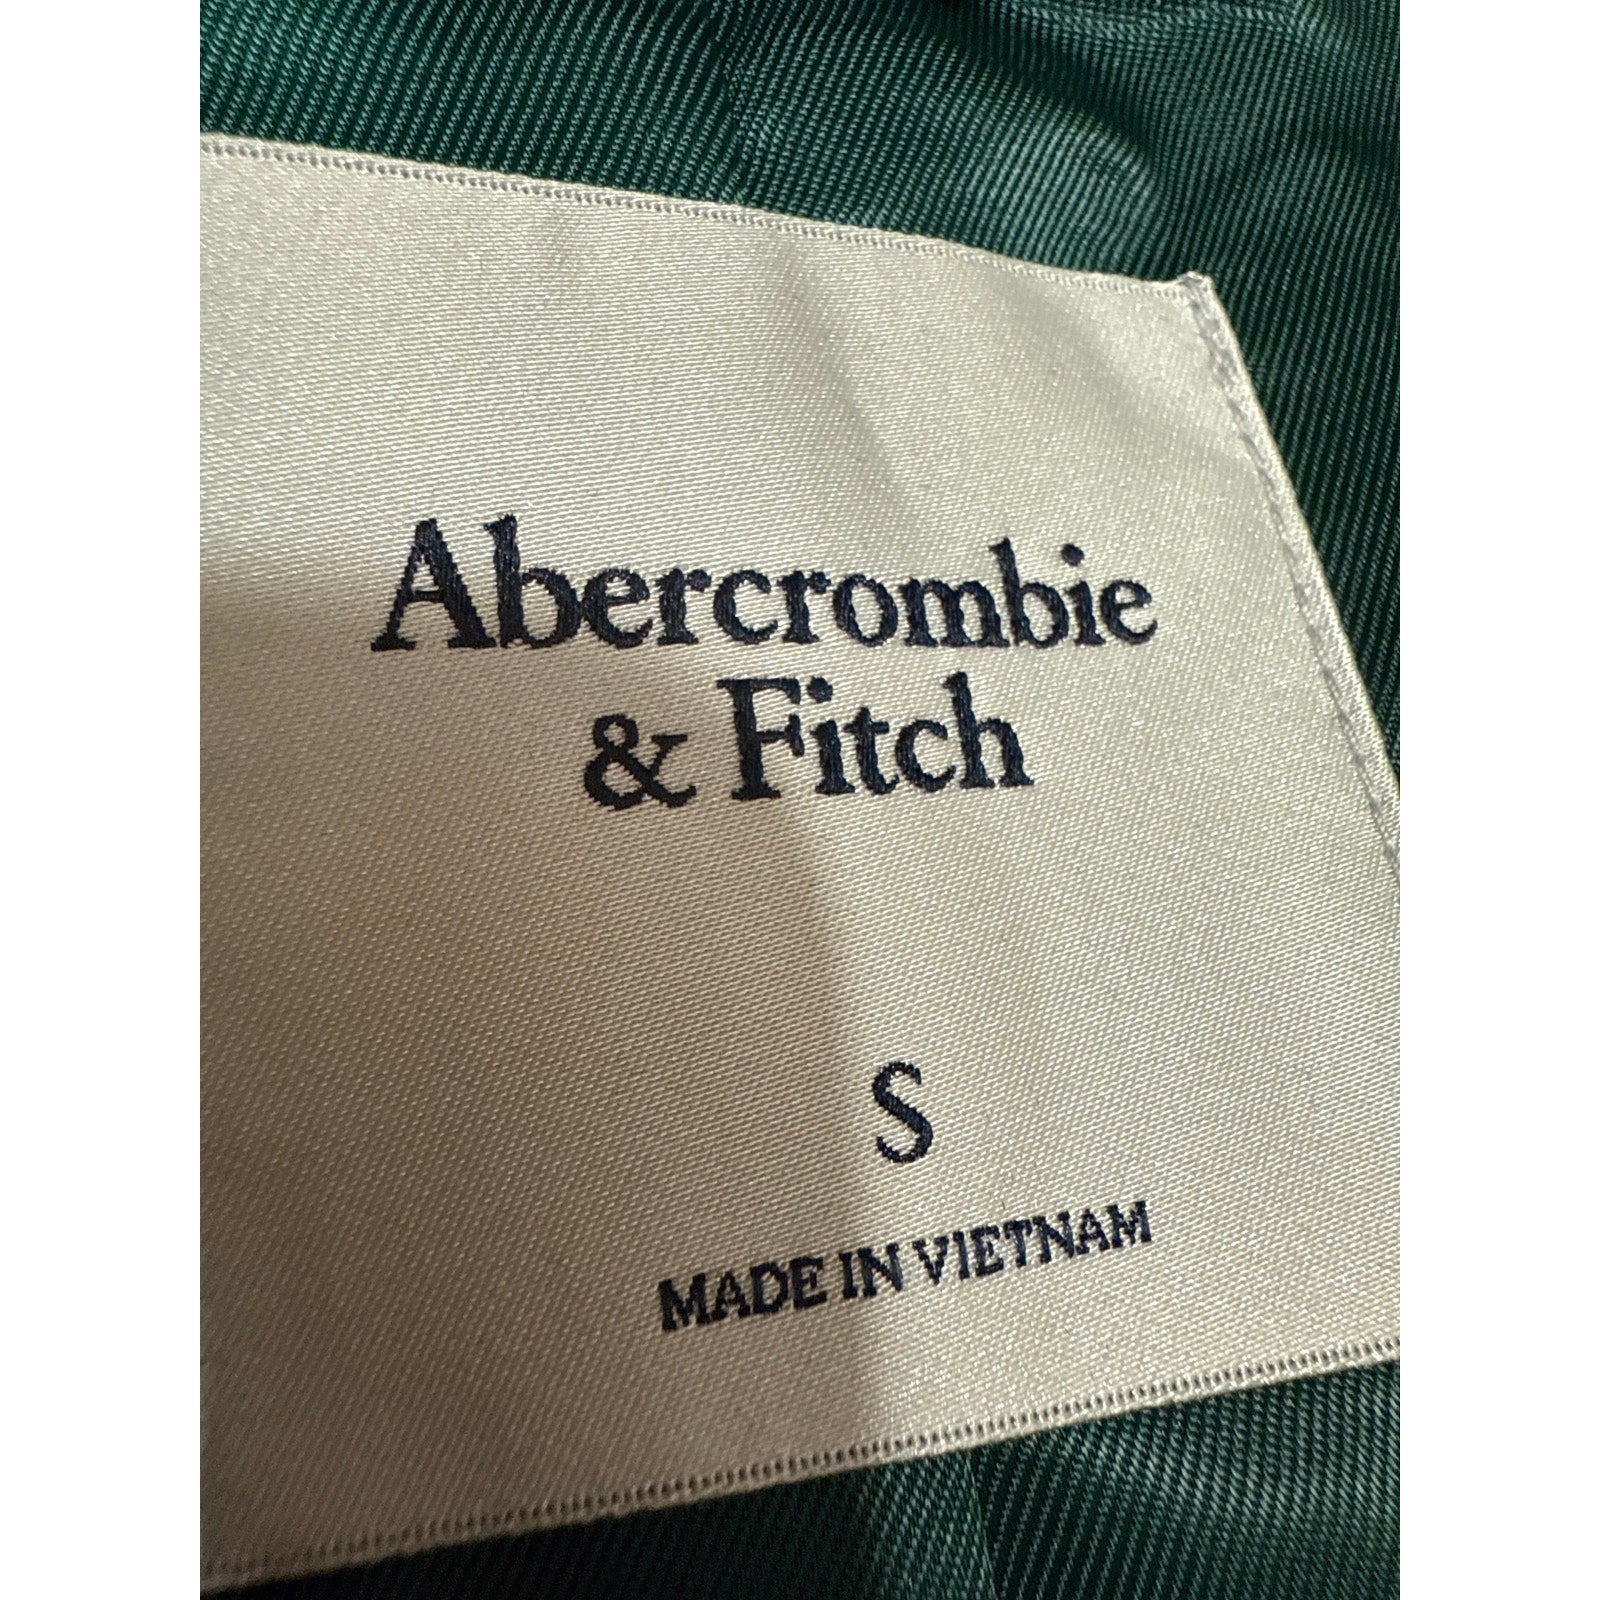 Abercrombie
& Fitch
S
MADE IN VIETNAM